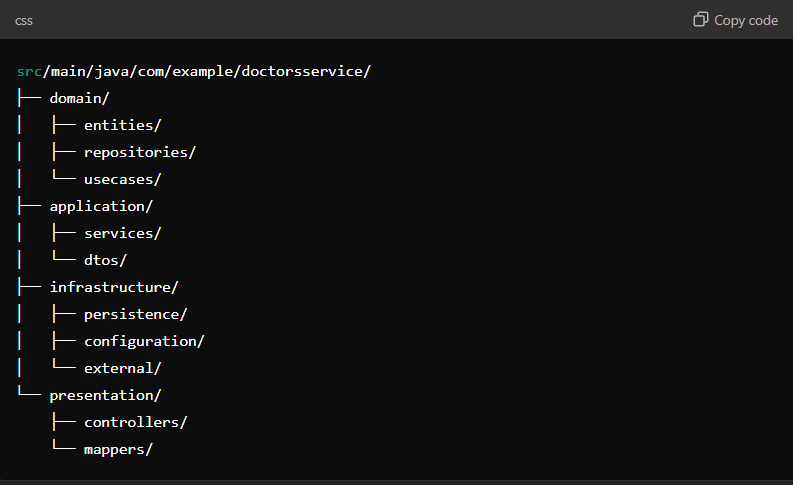 css
Copy code
src/main/java/com/example/doctorsservice/
├── domain/
│   ├── entities/
│   ├── repositories/
│   └── usecases/
├── application/
│   ├── services/
│   └── dtos/
├── infrastructure/
│   ├── persistence/
│   ├── configuration/
│   └── external/
└── presentation/
    ├── controllers/
    └── mappers/